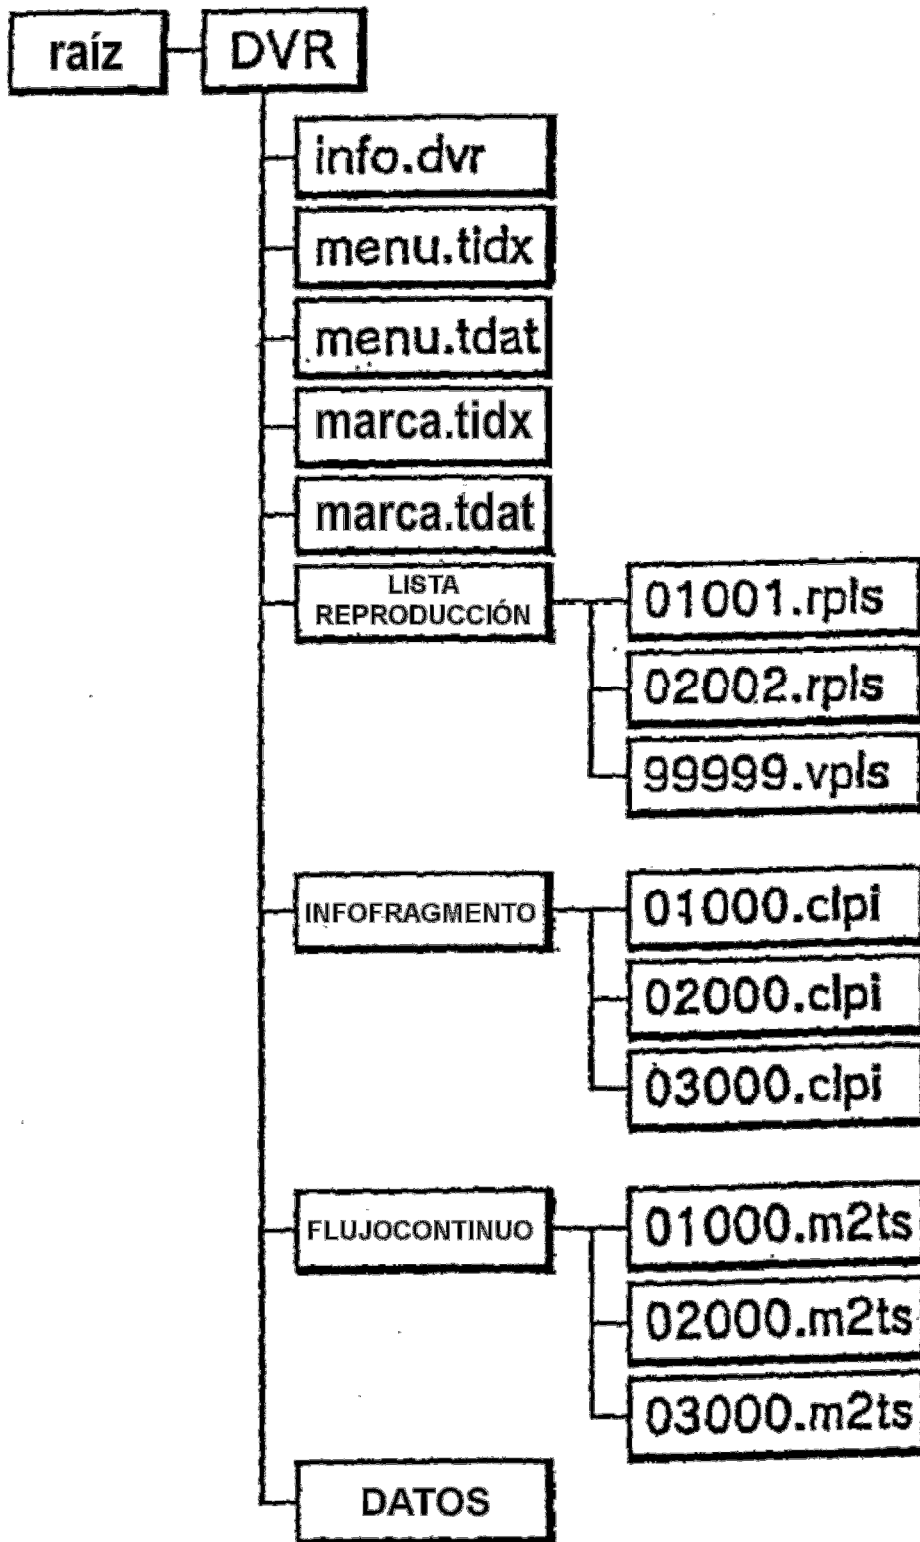 raíz
DVR
info.dvr
menu.tidx
menu.tdat
marca.tidx
marca.tdat
LISTA
REPRODUCCIÓN
01001.rpls
02002.rpls
99999.vpls
INFOFRAGMENTO
01000.clpi
02000.clpi
03000.clpi
FLUJOCONTINUO
01000.m2ts
02000.m2ts
03000.m2ts
DATOS